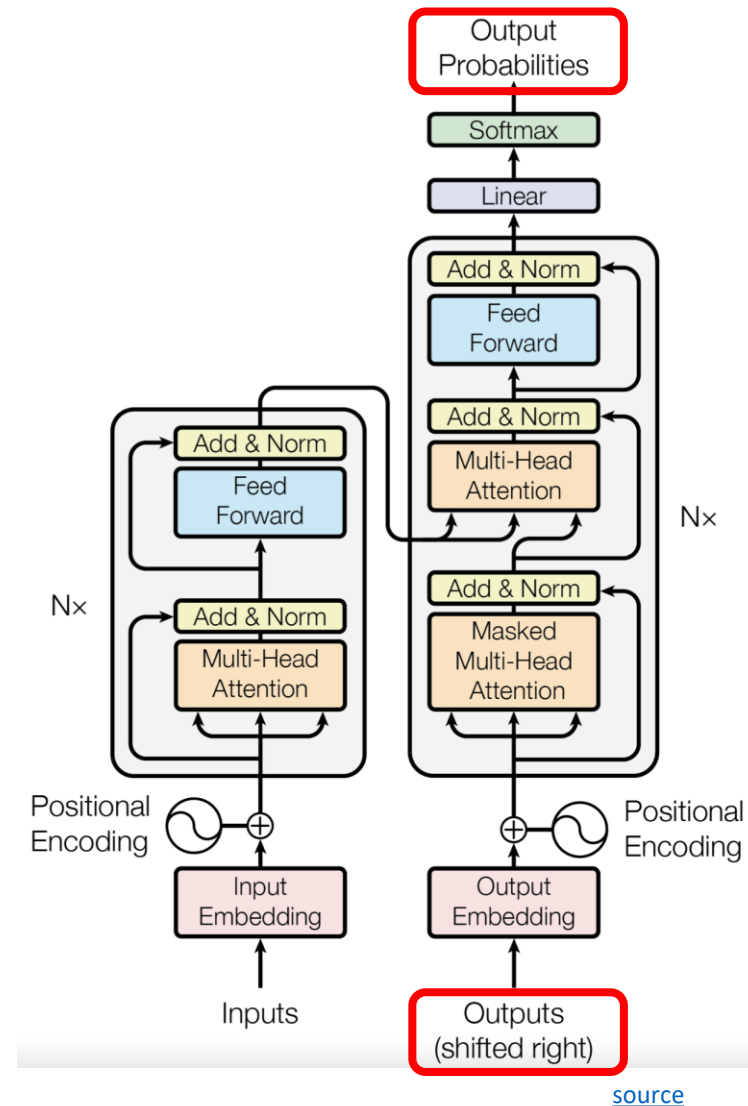 Output
Probabilities
Softmax
Linear
Add & Norm
Feed
Forward
Add & Norm
Multi-Head
Attention
Add & Norm
Masked
Multi-Head
Attention
N×
Positional
Encoding
Output
Embedding
Outputs
(shifted right)
Add & Norm
Feed
Forward
Add & Norm
Multi-Head
Attention
N×
Positional
Encoding
Input
Embedding
Inputs
source